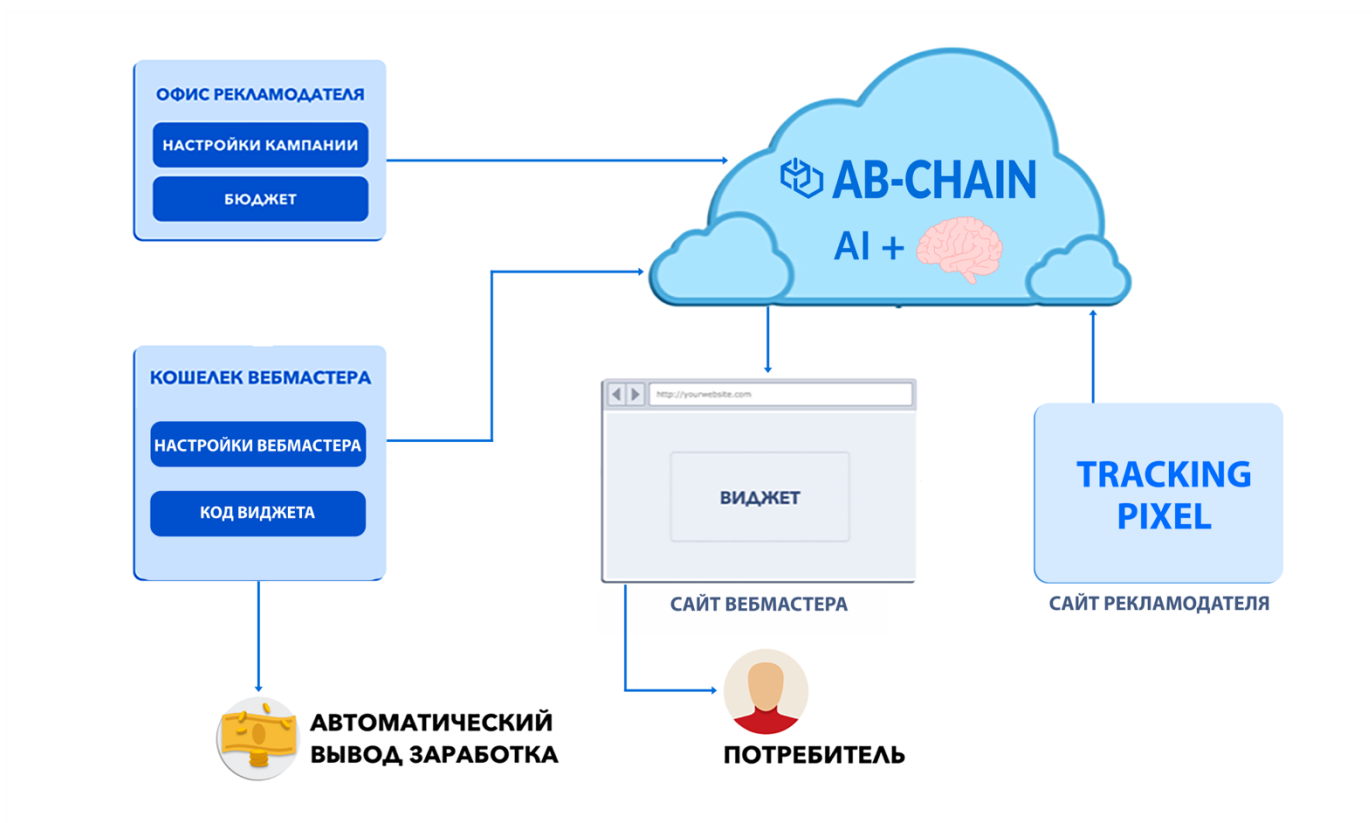 ОФИС РЕКЛАМОДАТЕЛЯ
НАСТРОЙКИ КАМПАНИИ
БЮДЖЕТ
AB-CHAIN
AI +
КОШЕЛЕК ВЕБМАСТЕРА
НАСТРОЙКИ ВЕБМАСТЕРА
КОД ВИДЖЕТА
http://yourwebsite.com
ВИДЖЕТ
САЙТ ВЕБМАСТЕРА
TRACKING
PIXEL
САЙТ РЕКЛАМОДАТЕЛЯ
АВТОМАТИЧЕСКИЙ
ВЫВОД ЗАРАБОТКА
ПОТРЕБИТЕЛЬ